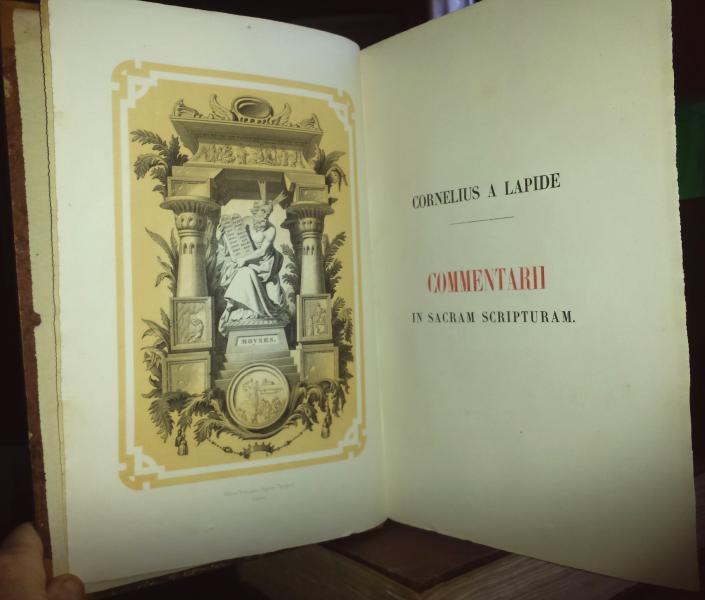 MOYSES.
CORNELIUS A LAPIDE
COMMENTARII
IN SACRAM SCRIPTURAM.